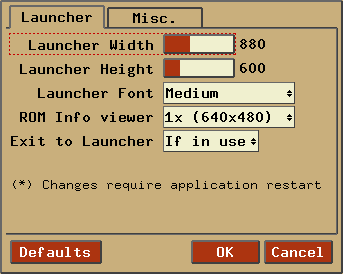 Launcher Misc.
Launcher Width 880
Launcher Height 600
Launcher Font Medium
ROM Info viewer 1x (640x480)
Exit to Launcher If in use
(*) Changes require application restart
Defaults OK Cancel